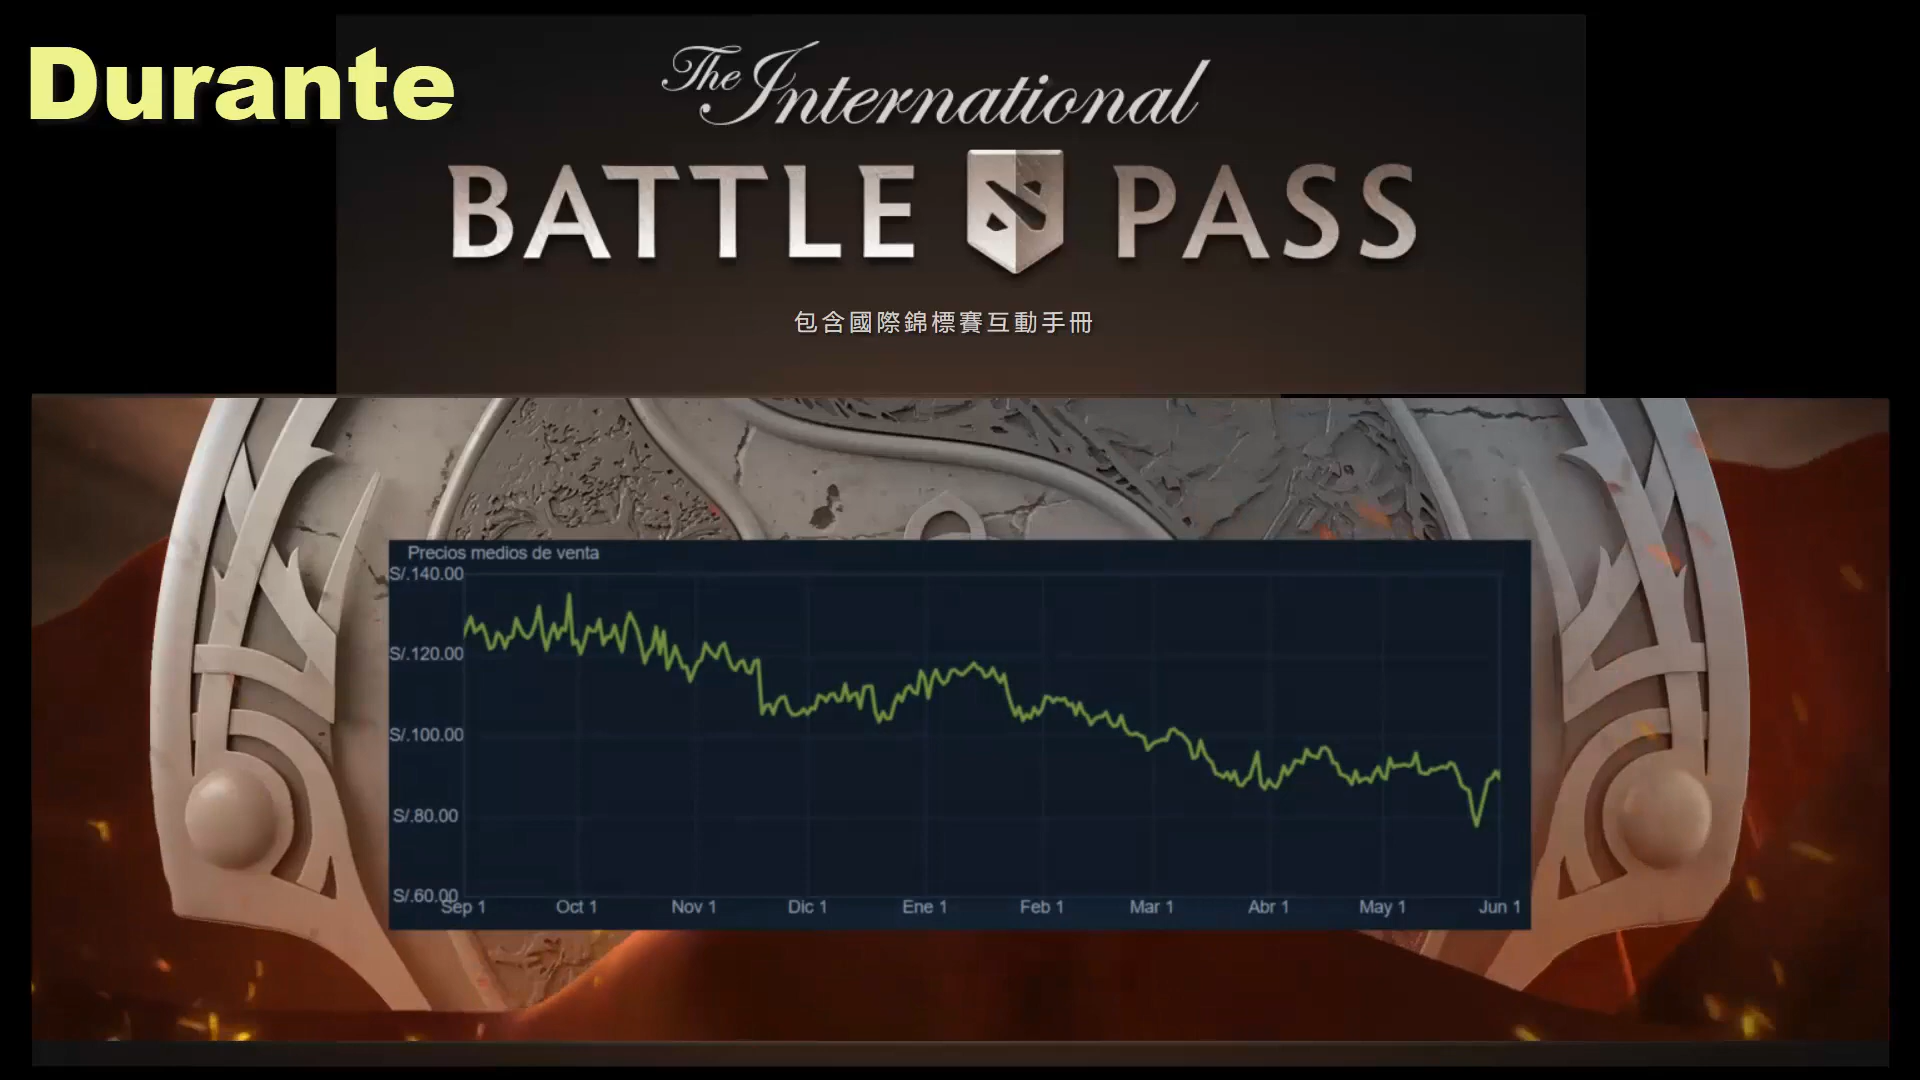 Durante
The International
BATTLE PASS
包含國際錦標賽互動手冊
Precios medios de venta
S/.140.00
S/.120.00
S/.100.00
S/.80.00
S/.60.00
Sep 1 Oct 1 Nov 1 Dic 1 Ene 1 Feb 1 Mar 1 Abr 1 May 1 Jun 1